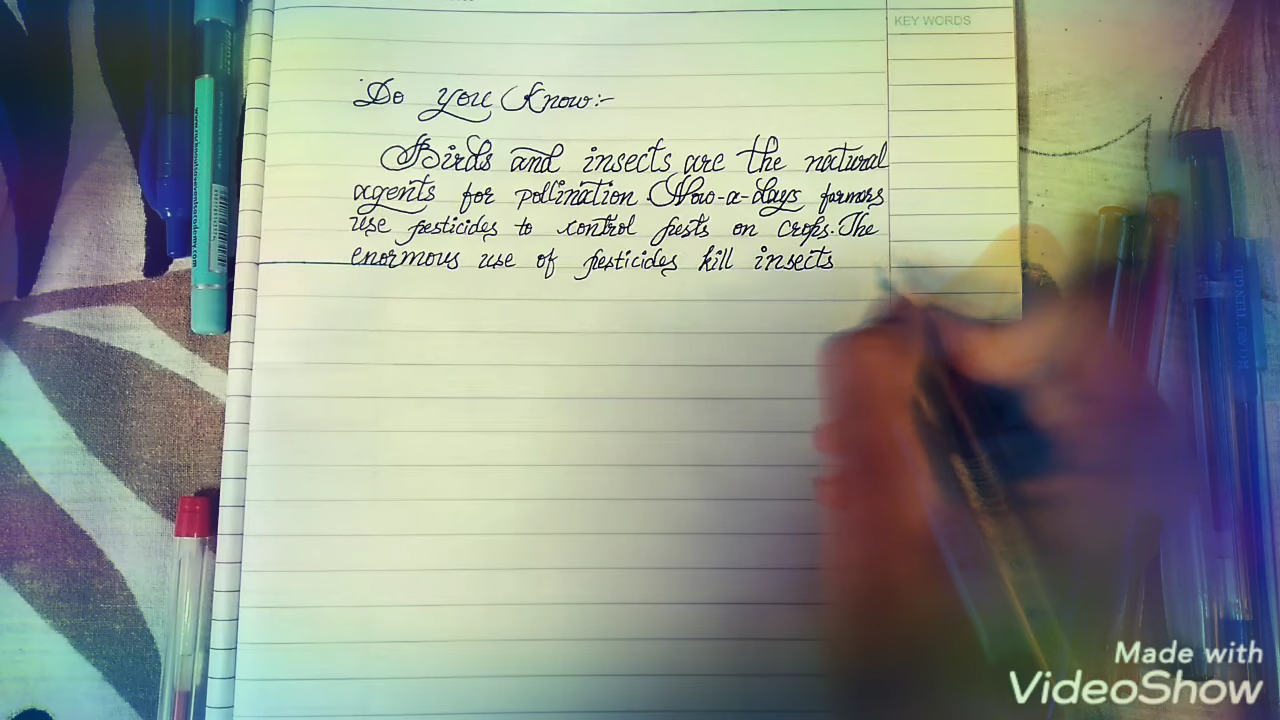 KEY WORDS
Do you Know:-
Birds and insects are the natural
agents for pollination Now-a-days farmers
use pesticides to control pests on crops. The
enormous use of pesticides kill insects
Made with
VideoShow